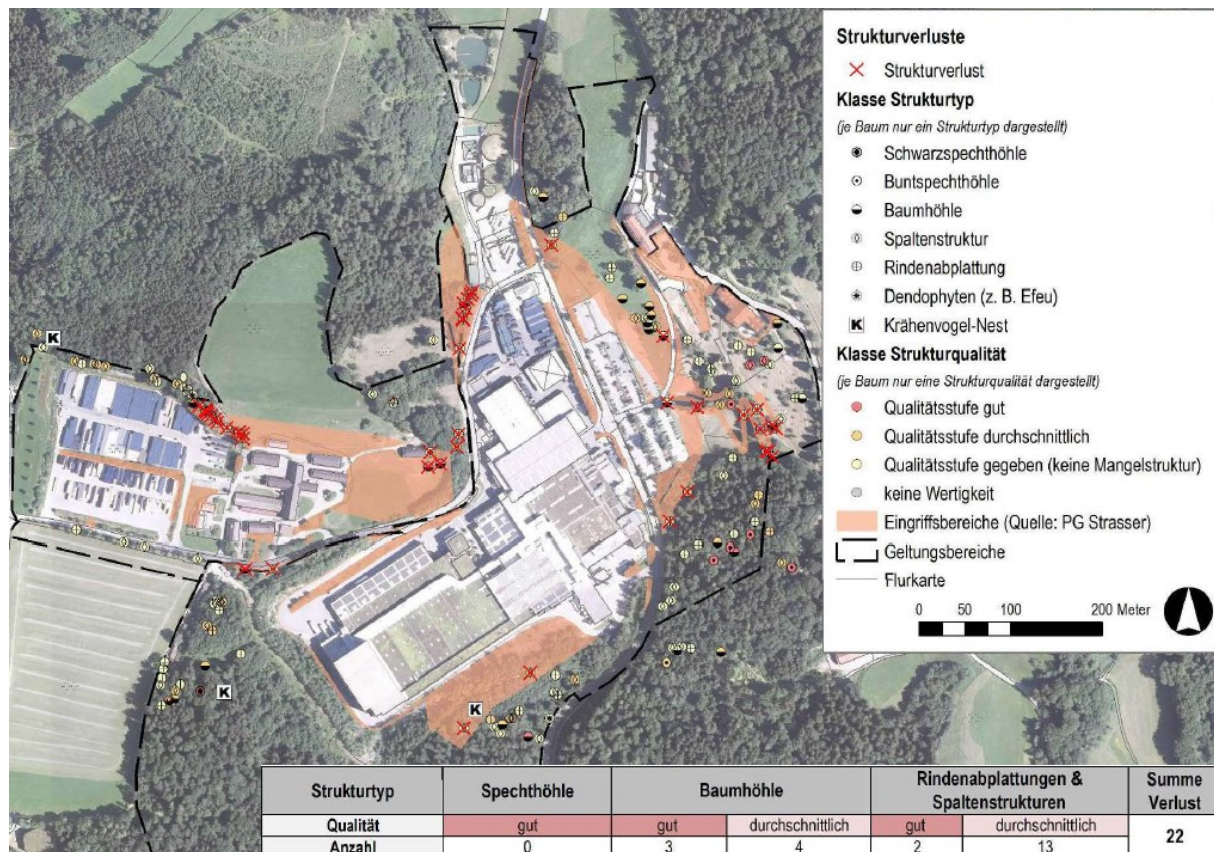 Strukturverluste
Strukturverlust
Klasse Strukturtyp
(je Baum nur ein Strukturtyp dargestellt)
Schwarzspechthöhle
Buntspechthöhle
Baumhöhle
Spaltenstruktur
Rindenabplattung
Dendophyten (z. B. Efeu)
K Krähenvogel-Nest
Klasse Strukturqualität
(je Baum nur eine Strukturqualität dargestellt)
Qualitätsstufe gut
Qualitätsstufe durchschnittlich
Qualitätsstufe gegeben (keine Mangelstruktur)
keine Wertigkeit
Eingriffsbereiche (Quelle: PG Strasser)
Geltungsbereiche
Flurkarte
0 50 100 200 Meter
K
K
K
Strukturtyp Spechthöhle Baumhöhle Rindenabplattungen & Spaltenstrukturen Summe Verlust
Qualität gut gut durchschnittlich gut durchschnittlich 22
Anzahl 0 3 4 2 13